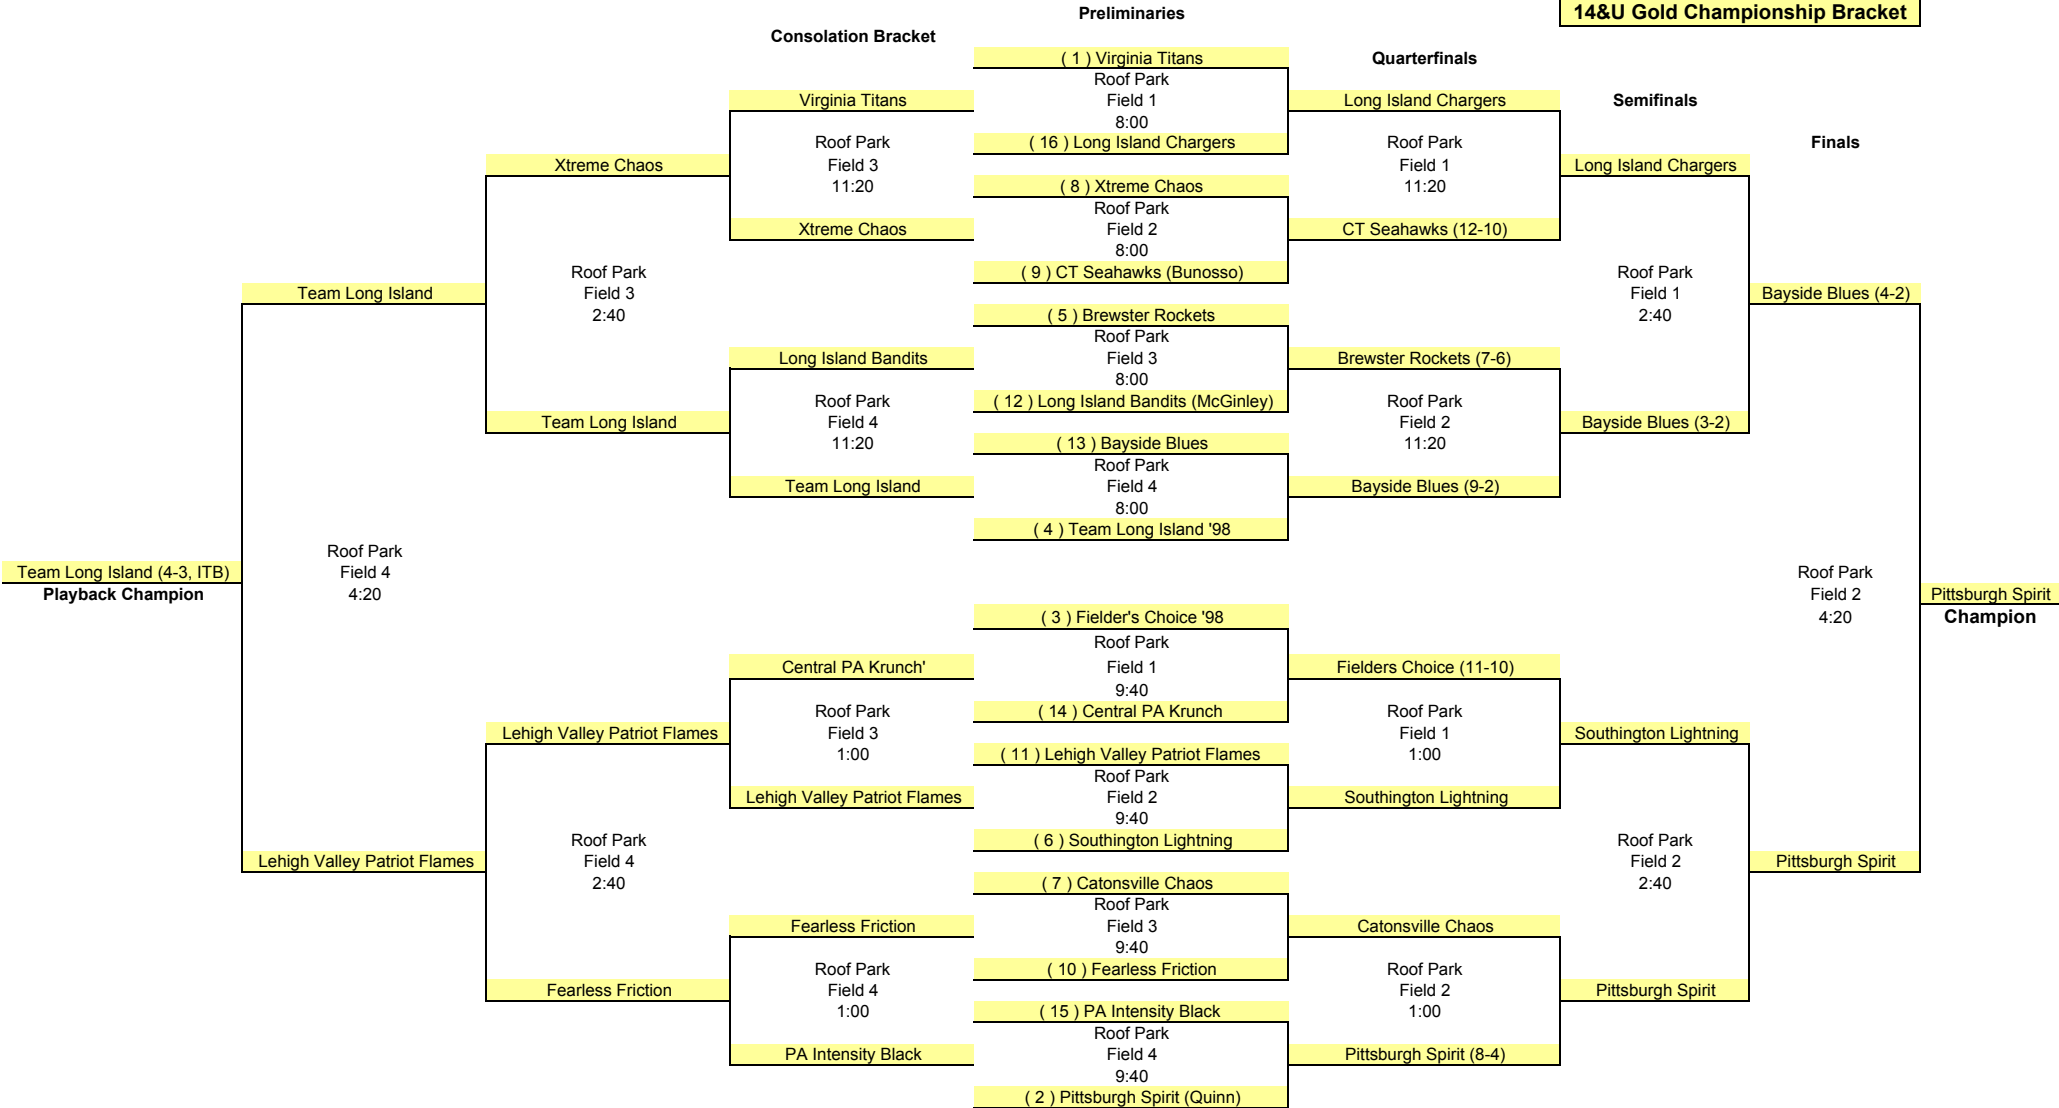 Preliminaries
14&U Gold Championship Bracket
Consolation Bracket
( 1 ) Virginia Titans
Quarterfinals
Roof Park
Virginia Titans
Field 1
Long Island Chargers
Semifinals
8:00
Roof Park
( 16 ) Long Island Chargers
Roof Park
Finals
Xtreme Chaos
Field 3
Field 1
Long Island Chargers
11:20
( 8 ) Xtreme Chaos
11:20
Roof Park
Xtreme Chaos
Field 2
CT Seahawks (12-10)
8:00
Roof Park
( 9 ) CT Seahawks (Bunosso)
Roof Park
Team Long Island
Field 3
Field 1
Bayside Blues (4-2)
2:40
( 5 ) Brewster Rockets
2:40
Roof Park
Long Island Bandits
Field 3
Brewster Rockets (7-6)
8:00
Roof Park
( 12 ) Long Island Bandits (McGinley)
Roof Park
Team Long Island
Field 4
Field 2
Bayside Blues (3-2)
11:20
( 13 ) Bayside Blues
11:20
Roof Park
Team Long Island
Field 4
Bayside Blues (9-2)
8:00
( 4 ) Team Long Island '98
Roof Park
Team Long Island (4-3, ITB)
Field 4
Roof Park
Playback Champion
4:20
Field 2
Pittsburgh Spirit
( 3 ) Fielder's Choice '98
4:20
Champion
Roof Park
Central PA Krunch'
Field 1
Fielders Choice (11-10)
9:40
Roof Park
( 14 ) Central PA Krunch
Roof Park
Lehigh Valley Patriot Flames
Field 3
Field 1
Southington Lightning
1:00
( 11 ) Lehigh Valley Patriot Flames
1:00
Roof Park
Lehigh Valley Patriot Flames
Field 2
Southington Lightning
9:40
Roof Park
( 6 ) Southington Lightning
Roof Park
Lehigh Valley Patriot Flames
Field 4
Field 2
Pittsburgh Spirit
2:40
( 7 ) Catonsville Chaos
2:40
Roof Park
Fearless Friction
Field 3
Catonsville Chaos
9:40
Roof Park
( 10 ) Fearless Friction
Roof Park
Fearless Friction
Field 4
Field 2
Pittsburgh Spirit
1:00
( 15 ) PA Intensity Black
1:00
Roof Park
PA Intensity Black
Field 4
Pittsburgh Spirit (8-4)
9:40
( 2 ) Pittsburgh Spirit (Quinn)